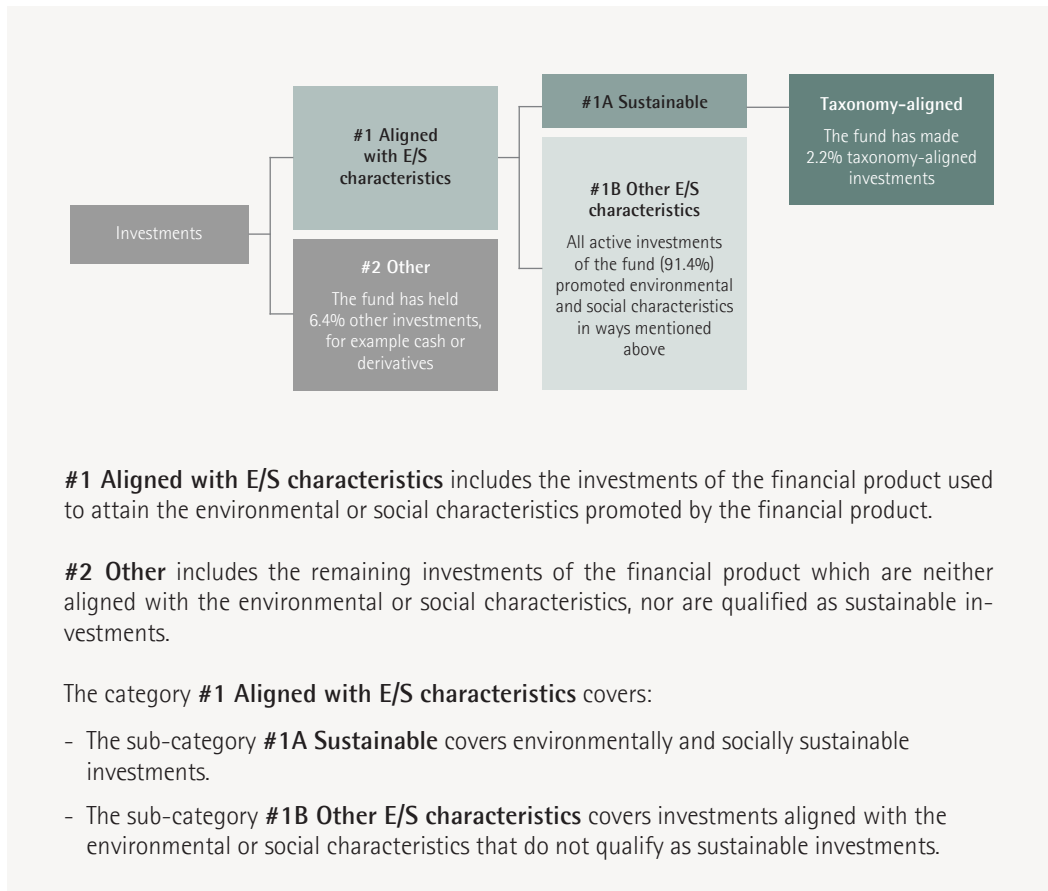 Investments
#1 Aligned
with E/S
characteristics
#2 Other
The fund has held
6.4% other investments,
for example cash or
derivatives
#1A Sustainable
#1B Other E/S
characteristics
All active investments
of the fund (91.4%)
promoted environmental
and social characteristics
in ways mentioned
above
Taxonomy-aligned
The fund has made
2.2% taxonomy-aligned
investments
#1 Aligned with E/S characteristics includes the investments of the financial product used
to attain the environmental or social characteristics promoted by the financial product.
#2 Other includes the remaining investments of the financial product which are neither
aligned with the environmental or social characteristics, nor are qualified as sustainable in-
vestments.
The category #1 Aligned with E/S characteristics covers:
- The sub-category #1A Sustainable covers environmentally and socially sustainable
investments.
- The sub-category #1B Other E/S characteristics covers investments aligned with the
environmental or social characteristics that do not qualify as sustainable investments.